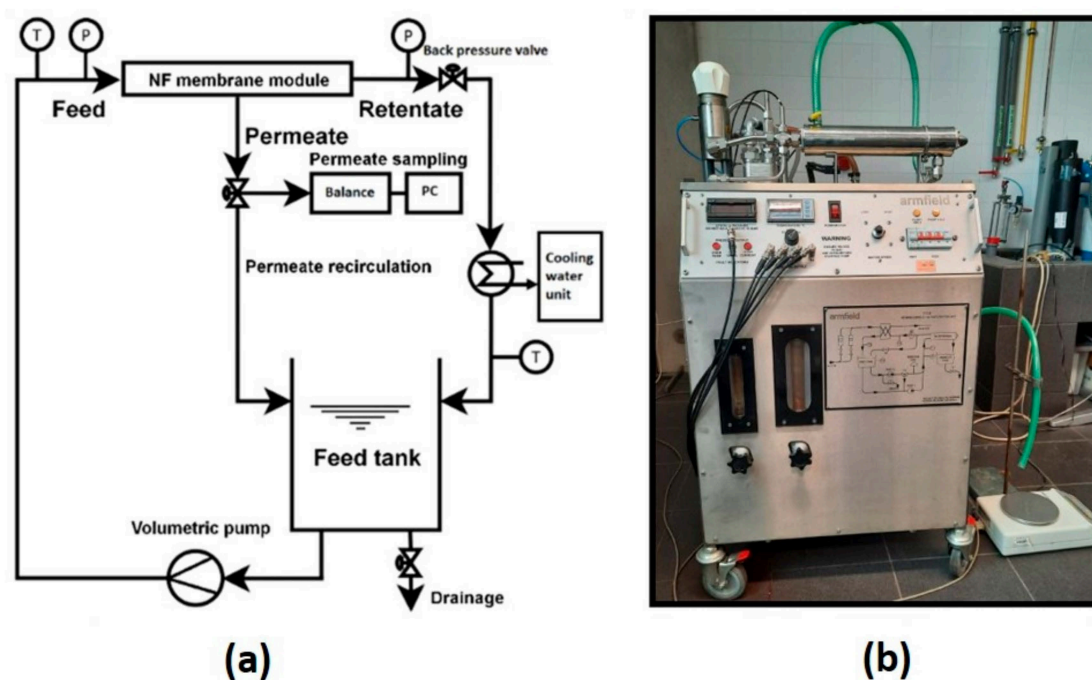 T
P
P
Back pressure valve
NF membrane module
Feed
Retentate
Permeate
Permeate sampling
Balance
PC
Permeate recirculation
Cooling
water
unit
T
Feed tank
Volumetric pump
Drainage
(a)
armfield
WARNING
armfield
(b)